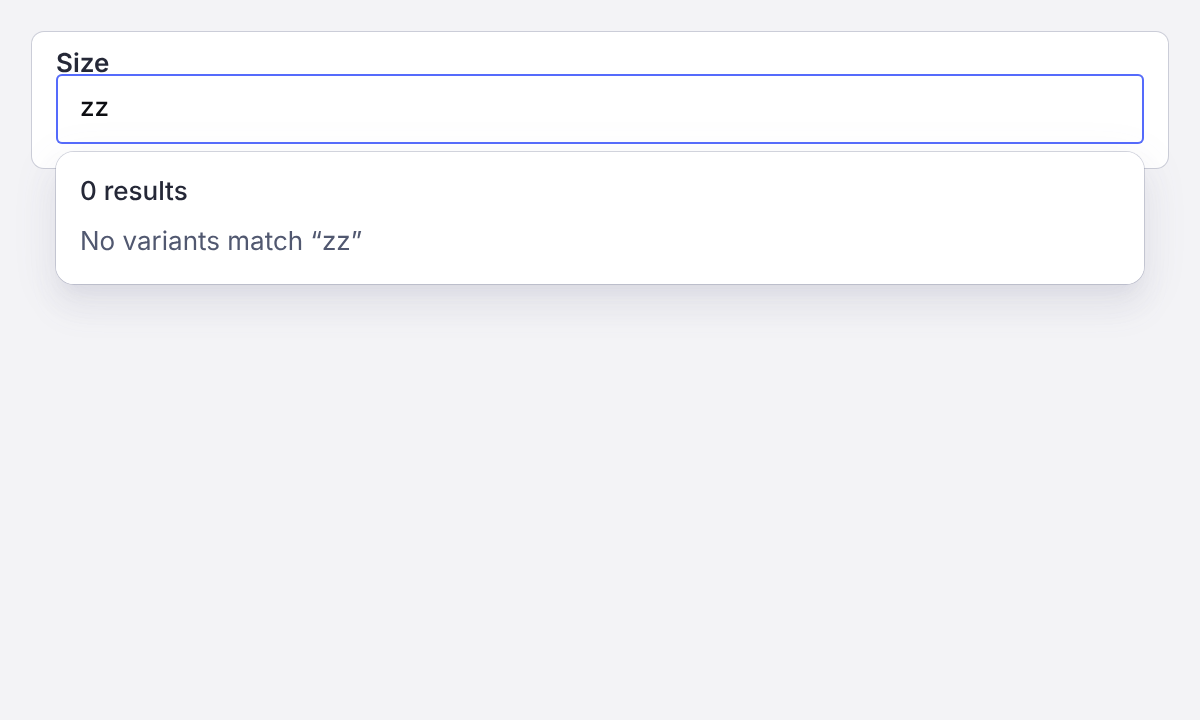 Size
zz
0 results
No variants match “zz”